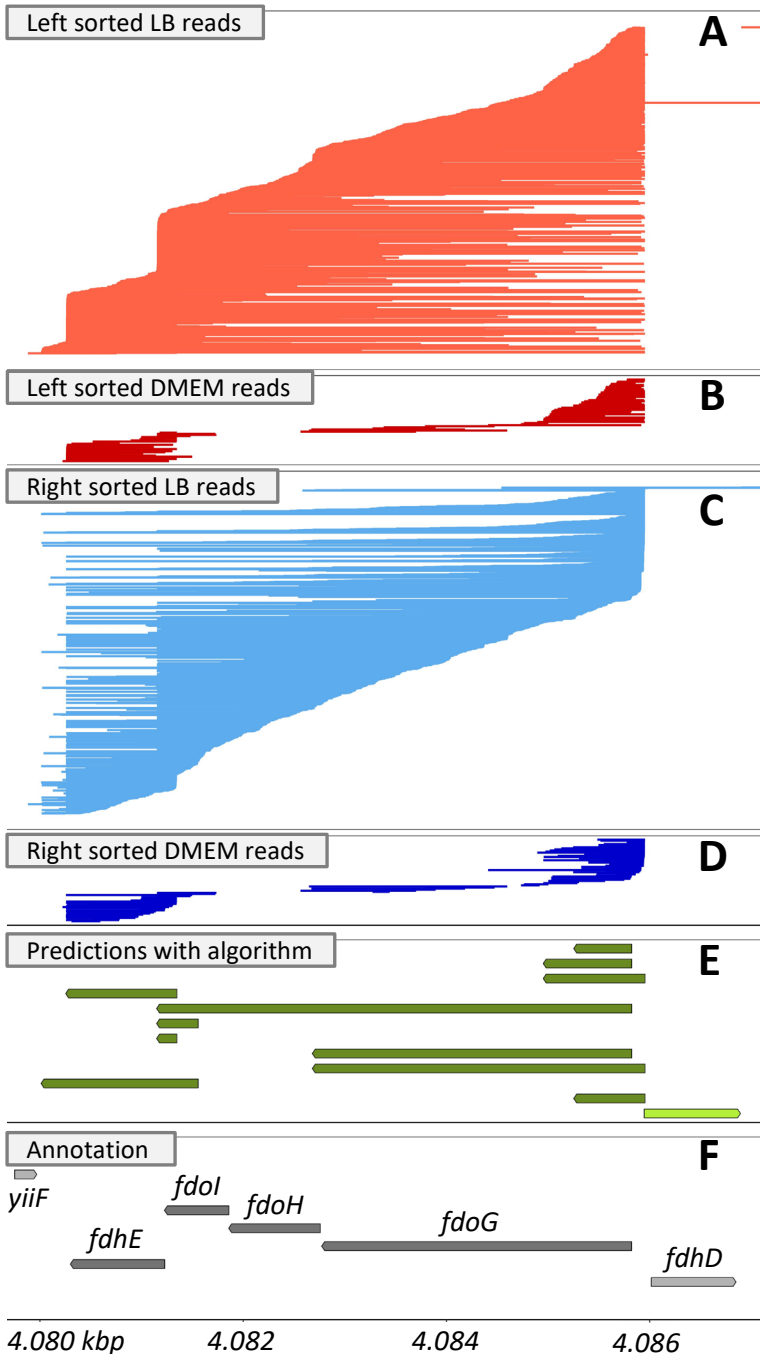 Left sorted LB reads
A
Left sorted DMEM reads
B
Right sorted LB reads
C
Right sorted DMEM reads
D
Predictions with algorithm
E
Annotation
F
yiiF
fdoI
fdoH
fdoG
fdhE
fdhD
4.080 kbp 4.082 4.084 4.086